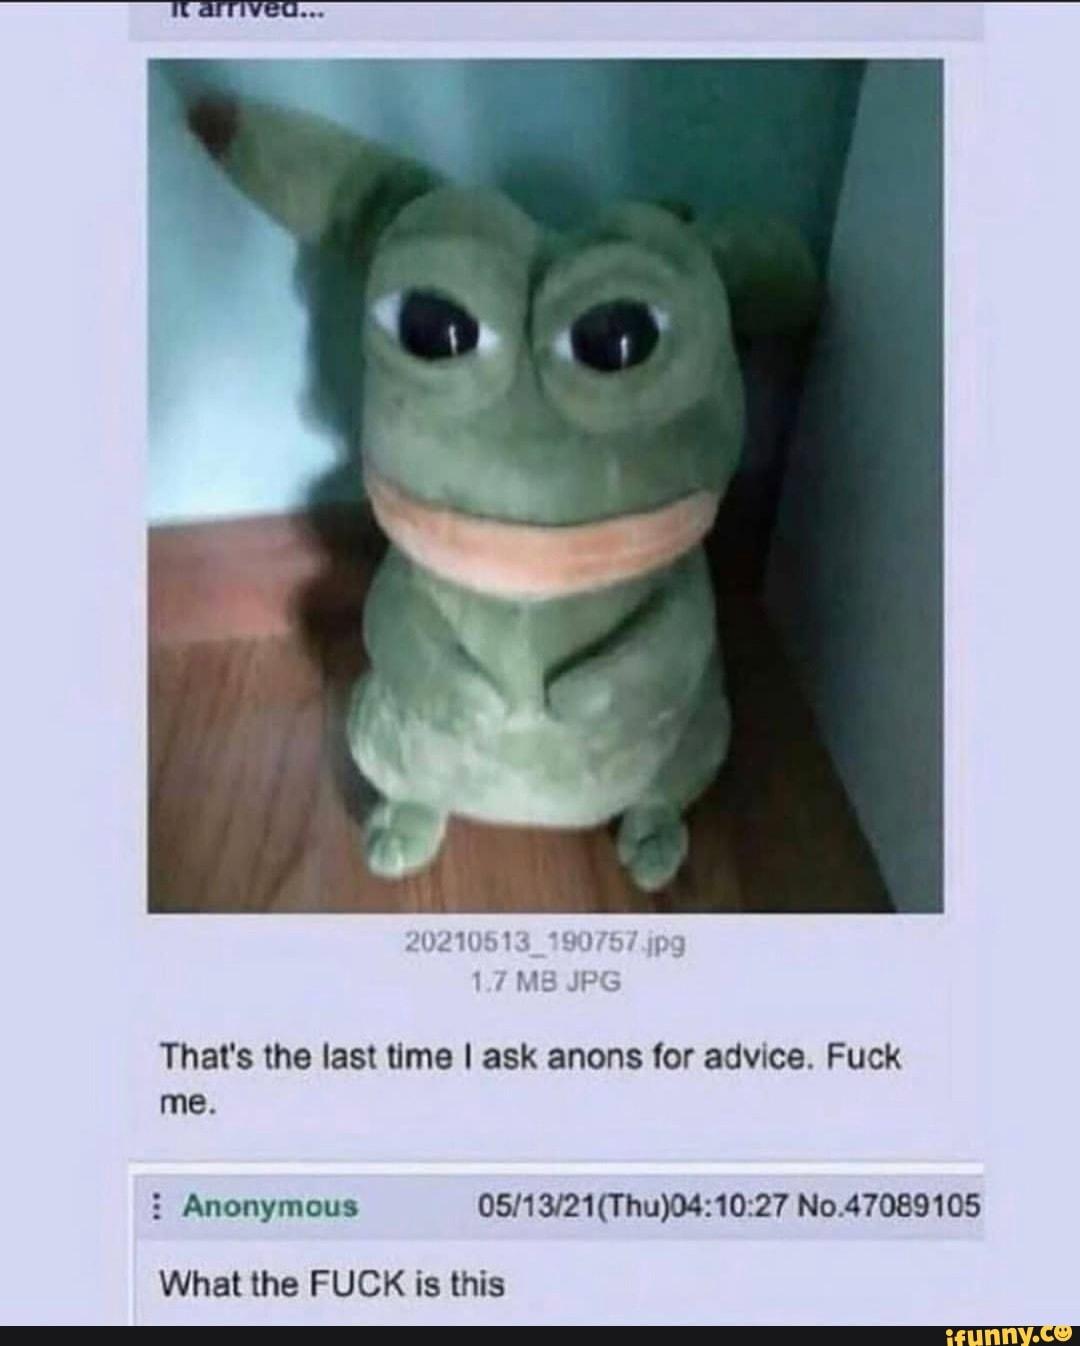 it arrived...
20210513_190757.jpg
1.7 MB JPG
That's the last time I ask anons for advice. Fuck
me.
Anonymous 05/13/21(Thu)04:10:27 No.47089105
What the FUCK is this
ifunny.co